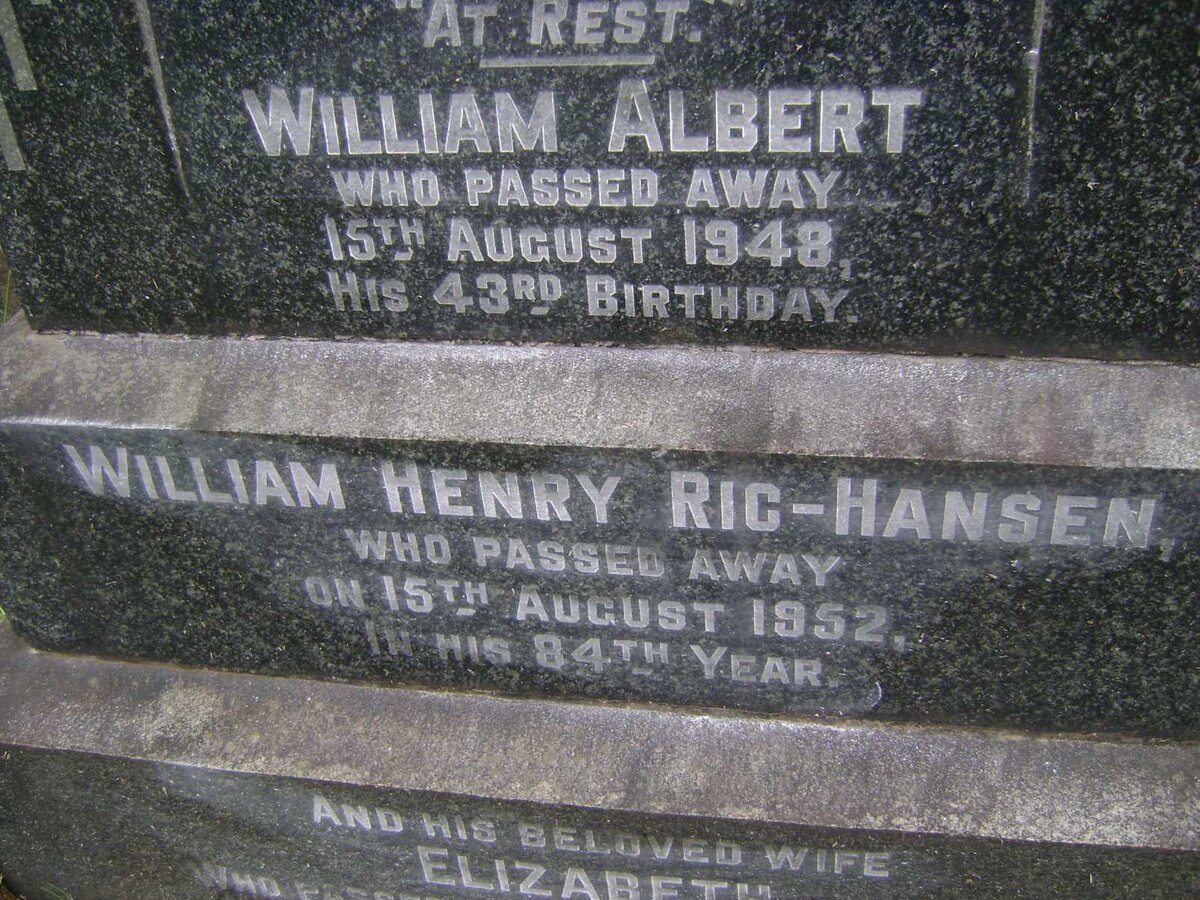 "At Rest."
William Albert
who passed away
15th August 1948,
His 43rd Birthday.
William Henry Ric-Hansen,
who passed away
on 15th August 1952,
In his 84th Year.
And his beloved wife
Elizabeth
who